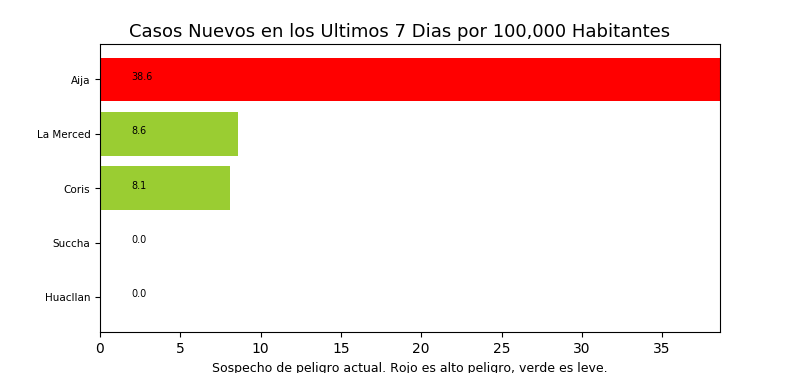 Casos Nuevos en los Ultimos 7 Dias por 100,000 Habitantes
Aija 38.6
La Merced 8.6
Coris 8.1
Succha 0.0
Huacllan 0.0
0 5 10 15 20 25 30 35
Sospecho de peligro actual. Rojo es alto peligro, verde es leve.